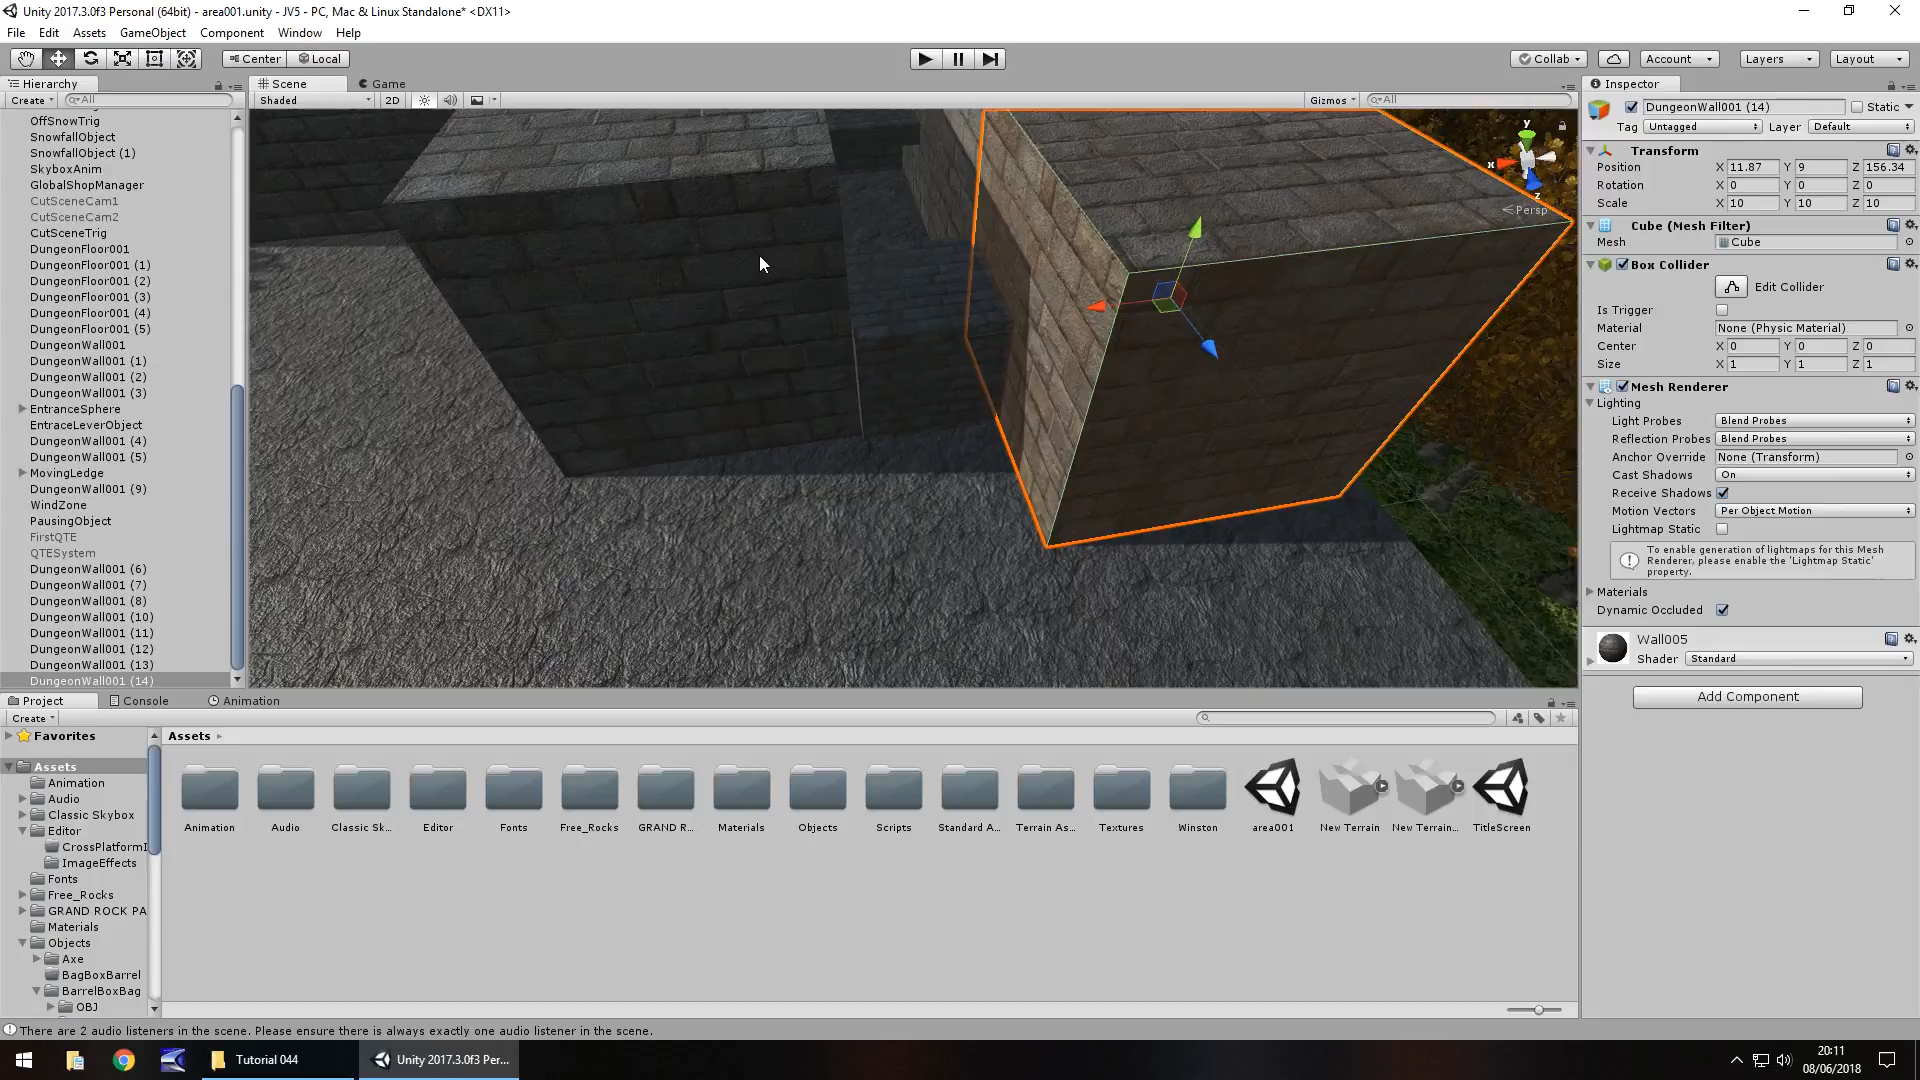 Unity 2017.3.0f3 Personal (64bit) - area001.unity - JV5 - PC, Mac & Linux Standalone* <DX11>
File Edit Assets GameObject Component Window Help
Center Local Collab Account Layers Layout
Hierarchy Scene Game Inspector
Create All Shaded 2D Gizmos All
OffSnowTrig
SnowfallObject
SnowfallObject (1)
SkyboxAnim
GlobalShopManager
CutSceneCam1
CutSceneCam2
CutSceneTrig
DungeonFloor001
DungeonFloor001 (1)
DungeonFloor001 (2)
DungeonFloor001 (3)
DungeonFloor001 (4)
DungeonFloor001 (5)
DungeonWall001
DungeonWall001 (1)
DungeonWall001 (2)
DungeonWall001 (3)
EntranceSphere
EntraceLeverObject
DungeonWall001 (4)
DungeonWall001 (5)
MovingLedge
DungeonWall001 (9)
WindZone
PausingObject
FirstQTE
QTESystem
DungeonWall001 (6)
DungeonWall001 (7)
DungeonWall001 (8)
DungeonWall001 (10)
DungeonWall001 (11)
DungeonWall001 (12)
DungeonWall001 (13)
DungeonWall001 (14)
y
x
z
Persp
DungeonWall001 (14) Static
Tag Untagged Layer Default
Transform
Position X 11.87 Y 9 Z 156.34
Rotation X 0 Y 0 Z 0
Scale X 10 Y 10 Z 10
Cube (Mesh Filter)
Mesh Cube
Box Collider
Edit Collider
Is Trigger
Material None (Physic Material)
Center X 0 Y 0 Z 0
Size X 1 Y 1 Z 1
Mesh Renderer
Lighting
Light Probes Blend Probes
Reflection Probes Blend Probes
Anchor Override None (Transform)
Cast Shadows On
Receive Shadows
Motion Vectors Per Object Motion
Lightmap Static
To enable generation of lightmaps for this Mesh
Renderer, please enable the 'Lightmap Static'
property.
Materials
Dynamic Occluded
Wall005
Shader Standard
Add Component
Project Console Animation
Create
Favorites
Assets
Animation
Audio
Classic Skybox
Editor
CrossPlatformI
ImageEffects
Fonts
Free_Rocks
GRAND ROCK PA
Materials
Objects
Axe
BagBoxBarrel
BarrelBoxBag
OBJ
Assets
Animation Audio Classic Sk... Editor Fonts Free_Rocks GRAND R... Materials Objects Scripts Standard A... Terrain As... Textures Winston area001 New Terrain New Terrain... TitleScreen
There are 2 audio listeners in the scene. Please ensure there is always exactly one audio listener in the scene.
Tutorial 044 Unity 2017.3.0f3 Per...
20:11
08/06/2018